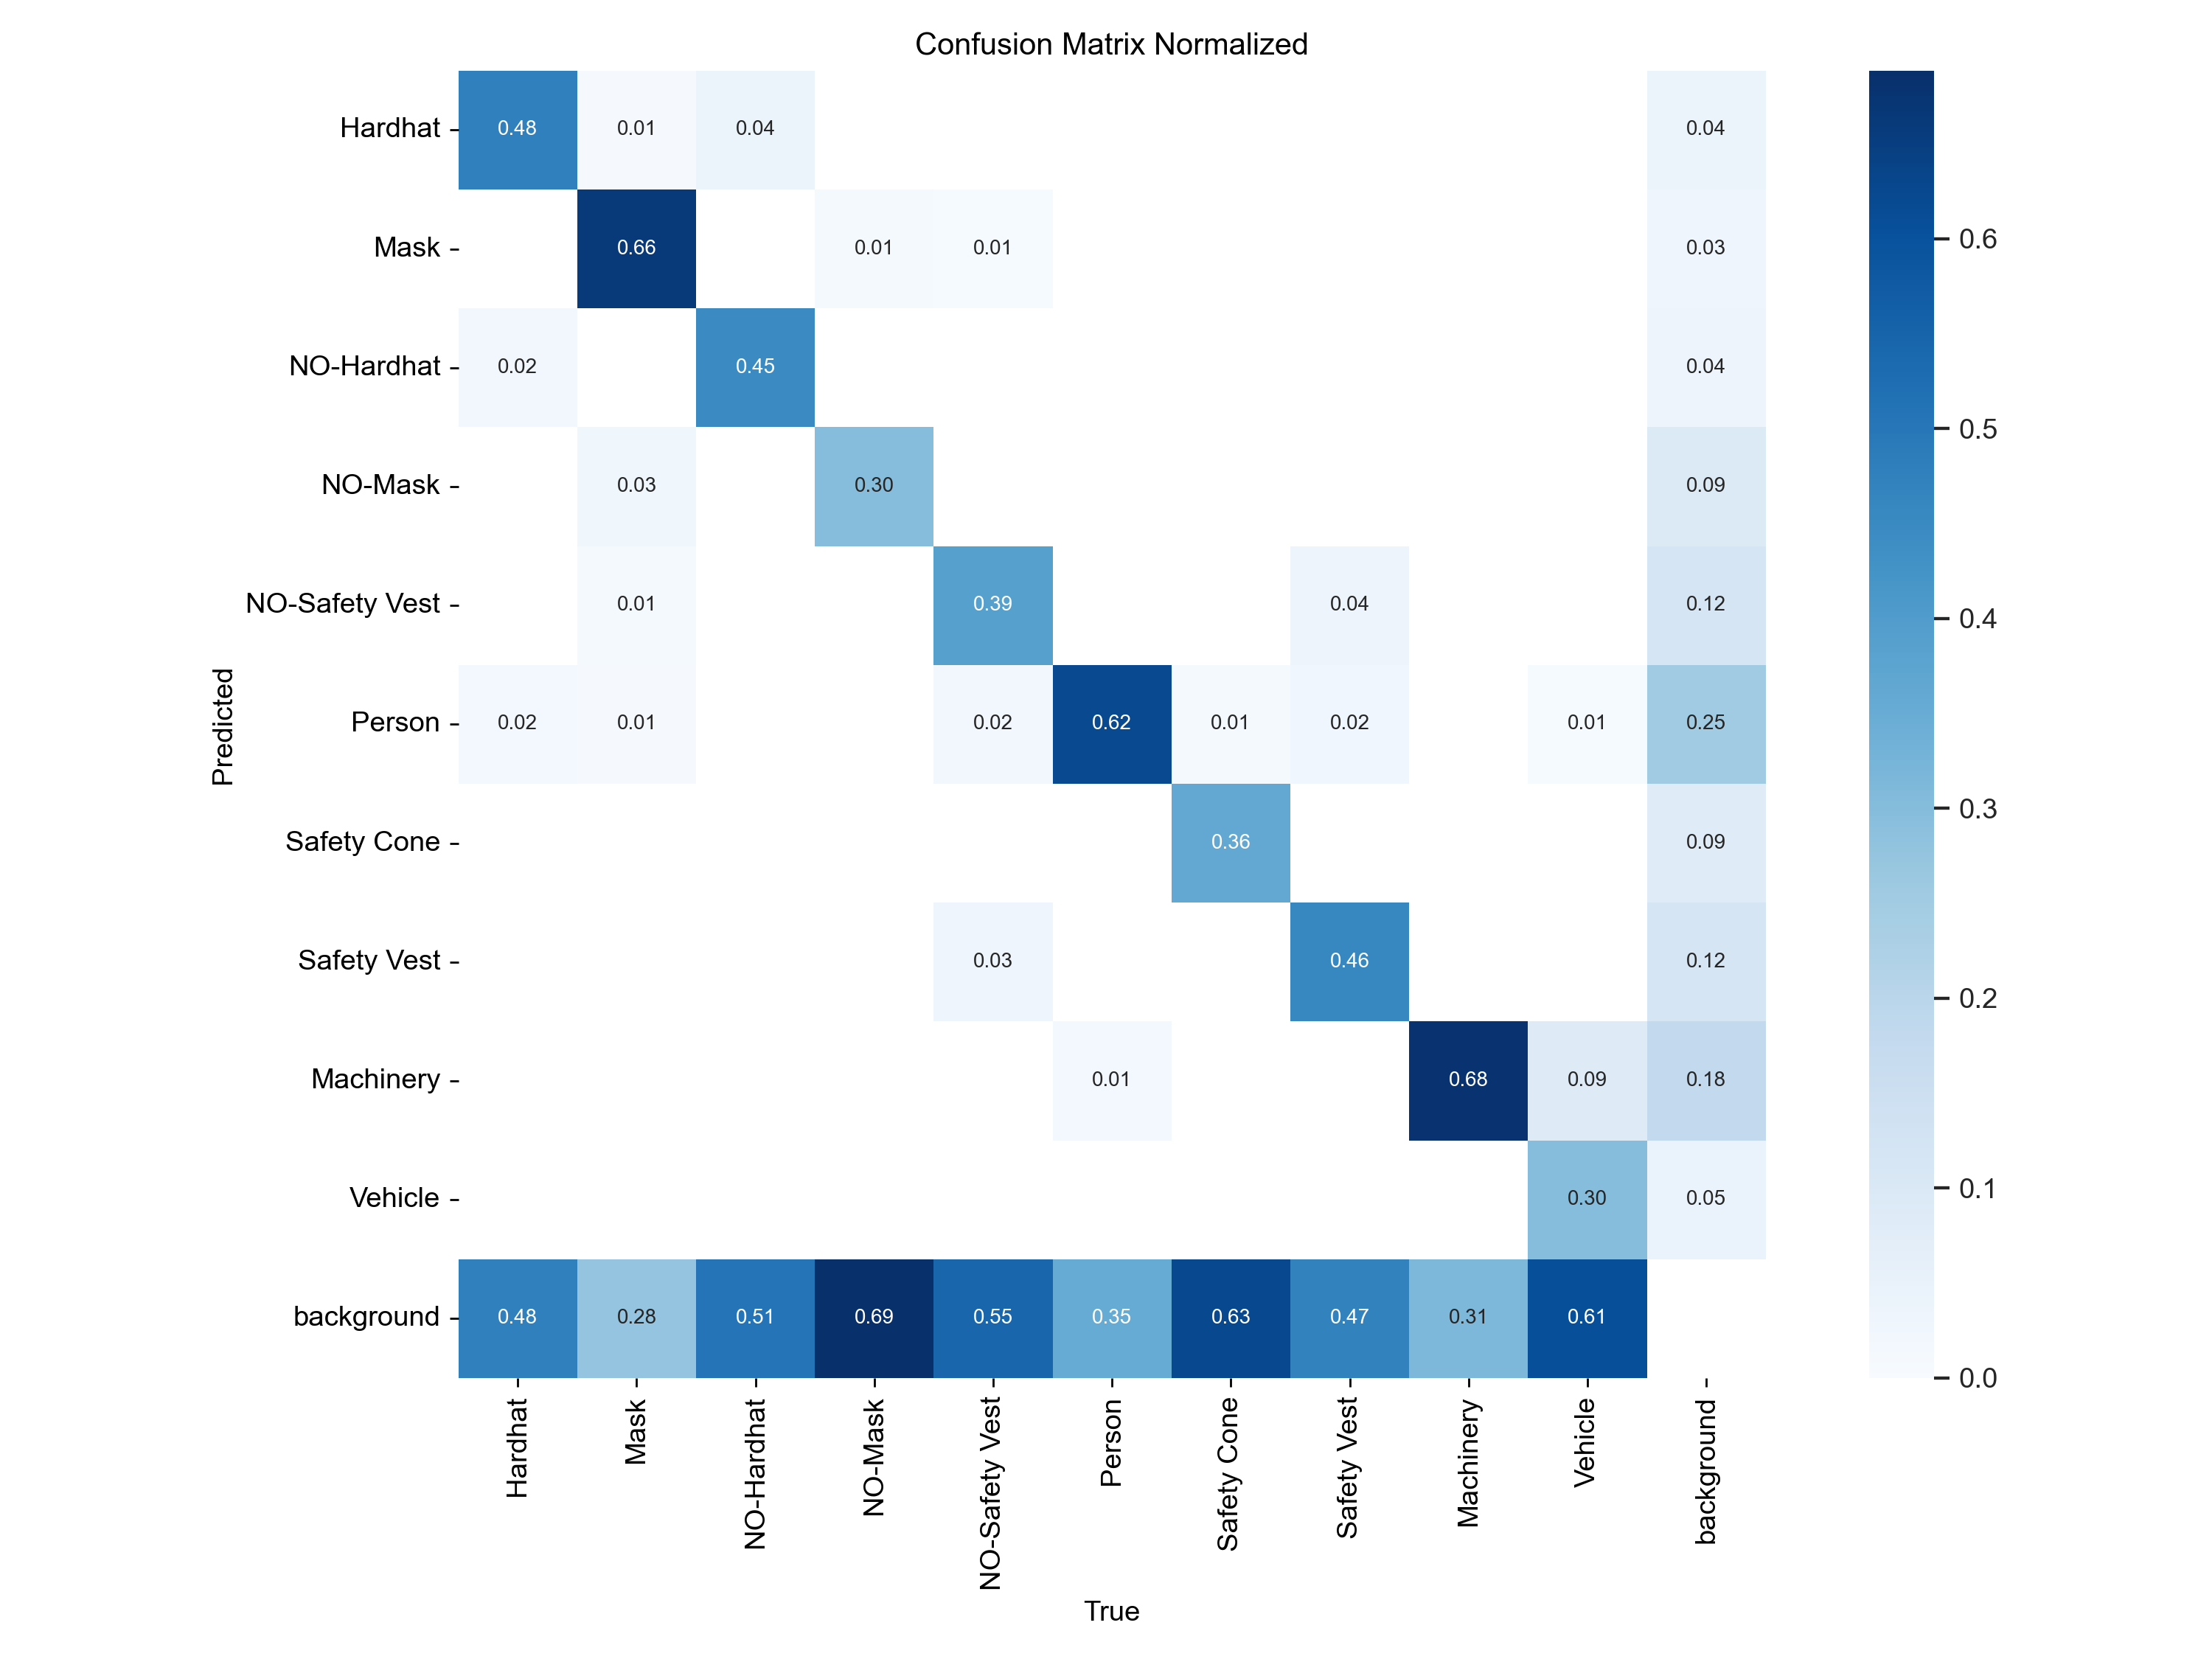 Confusion Matrix Normalized
Hardhat 0.48 0.01 0.04 0.04
Mask 0.66 0.01 0.01 0.03 0.6
NO-Hardhat 0.02 0.45 0.04
0.5
NO-Mask 0.03 0.30 0.09
NO-Safety Vest 0.01 0.39 0.04 0.12 0.4
Predicted
Person 0.02 0.01 0.02 0.62 0.01 0.02 0.01 0.25
0.3
Safety Cone 0.36 0.09
Safety Vest 0.03 0.46 0.12
0.2
Machinery 0.01 0.68 0.09 0.18
Vehicle 0.30 0.05 0.1
background 0.48 0.28 0.51 0.69 0.55 0.35 0.63 0.47 0.31 0.61
0.0
Hardhat
Mask
NO-Hardhat
NO-Mask
NO-Safety Vest
Person
Safety Cone
Safety Vest
Machinery
Vehicle
background
True